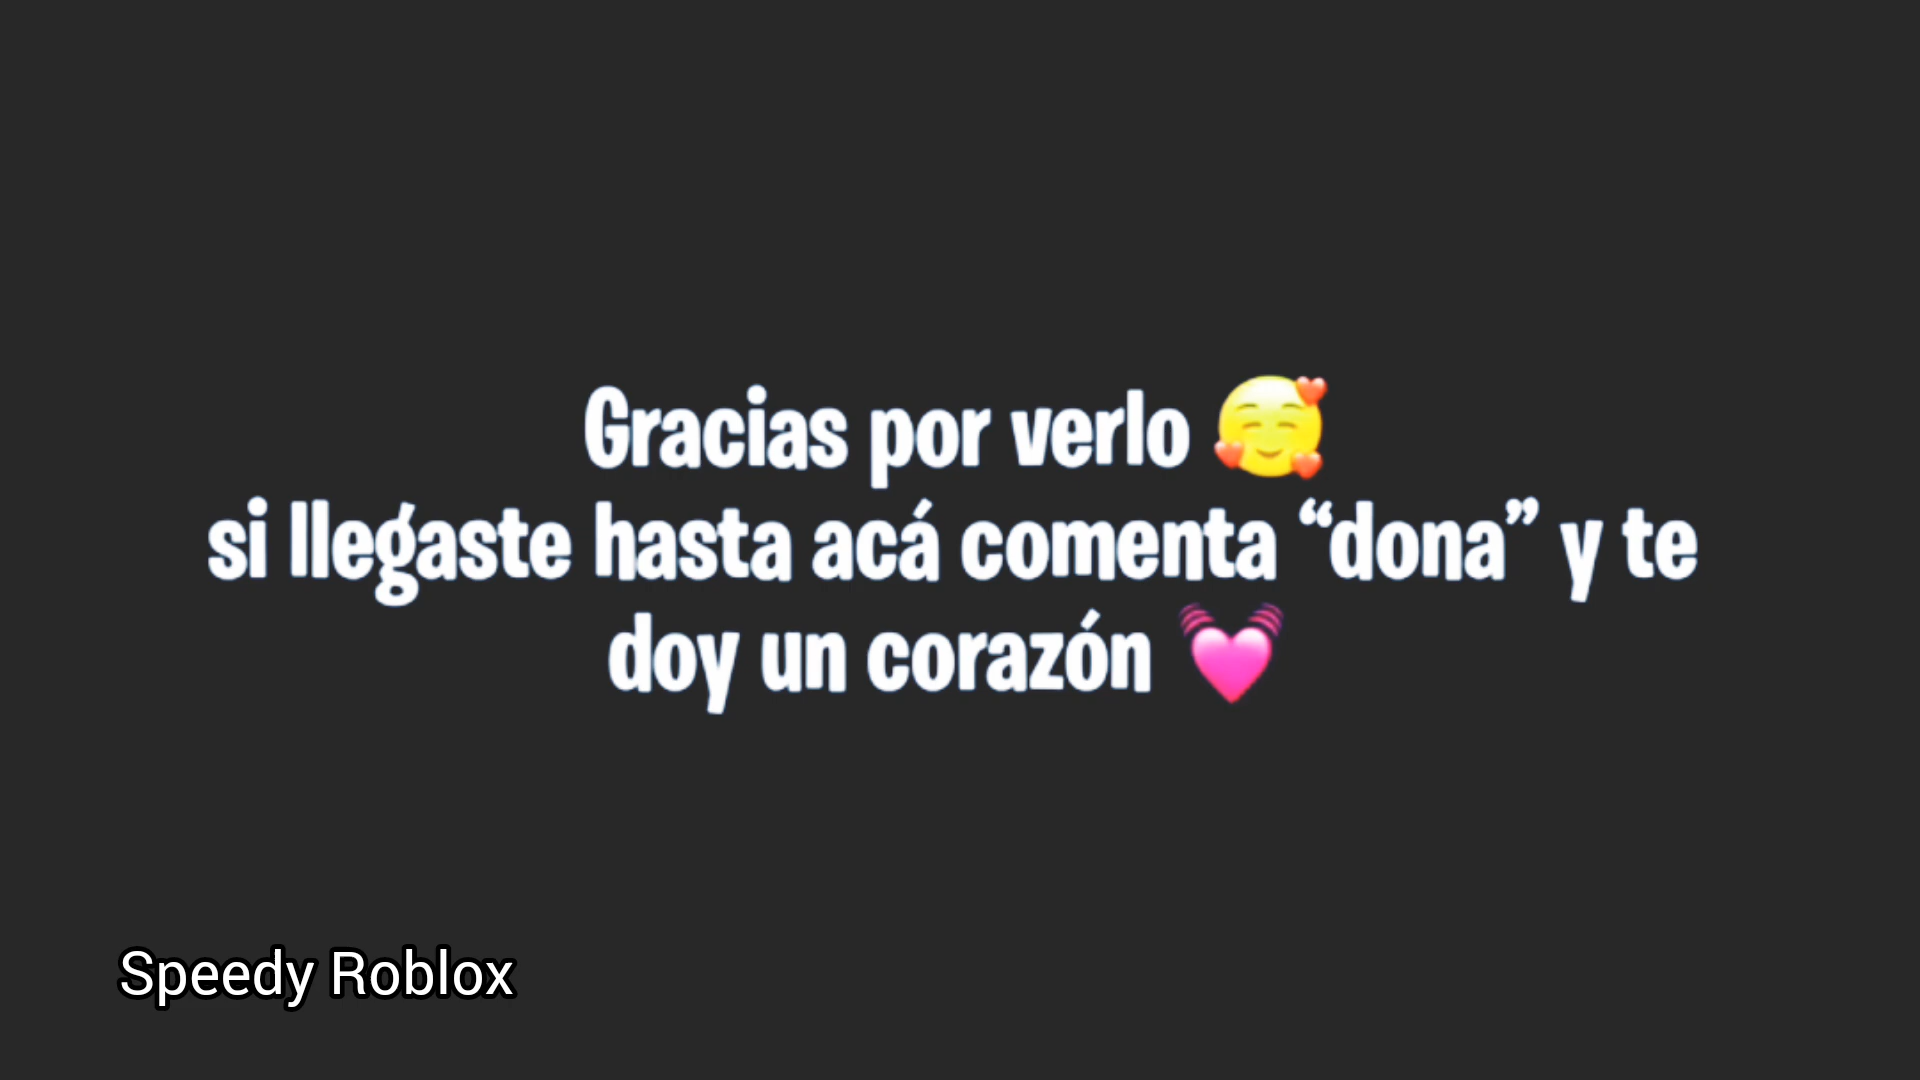 Gracias por verlo 🥰
si llegaste hasta acá comenta “dona” y te
doy un corazón 💓
Speedy Roblox